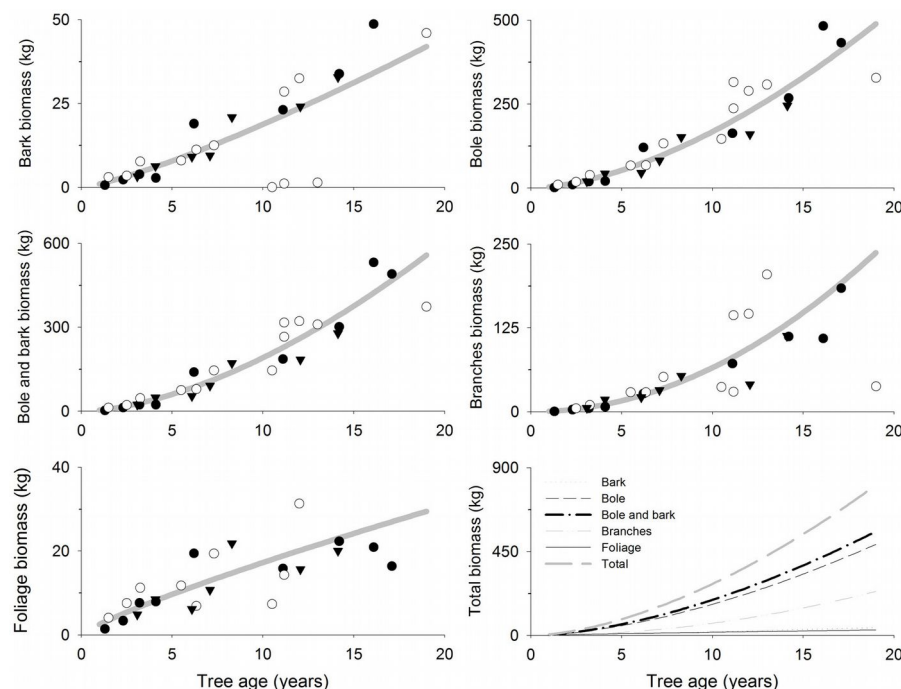 Bark biomass (kg)
50
25
0
0 5 10 15 20
Bole biomass (kg)
500
250
0
0 5 10 15 20
Bole and bark biomass (kg)
600
300
0
0 5 10 15 20
Branches biomass (kg)
250
125
0
0 5 10 15 20
Foliage biomass (kg)
40
20
0
0 5 10 15 20
Tree age (years)
Total biomass (kg)
900
450
0
Bark
Bole
Bole and bark
Branches
Foliage
Total
0 5 10 15 20
Tree age (years)